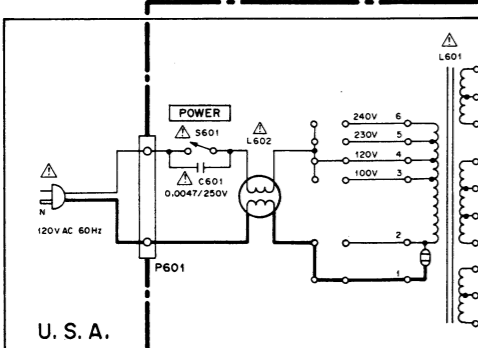 L601
POWER
S601
L602
C601
0.0047/250V
240V 6
230V 5
120V 4
100V 3
N
120V AC 60Hz
2
P601
1
U. S. A.